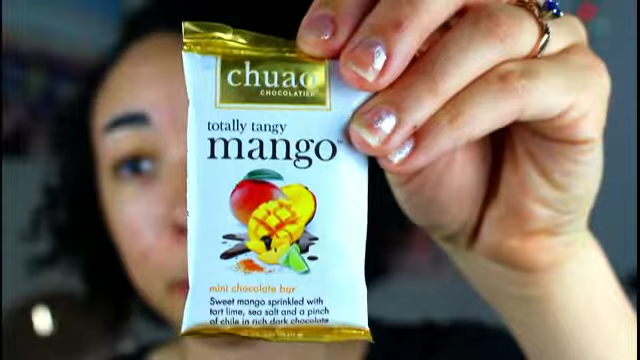 chuao
CHOCOLATIER
totally tangy
mango
mini chocolate bar
Sweet mango sprinkled with
tart lime, sea salt and a pinch
of chile in rich dark chocolate